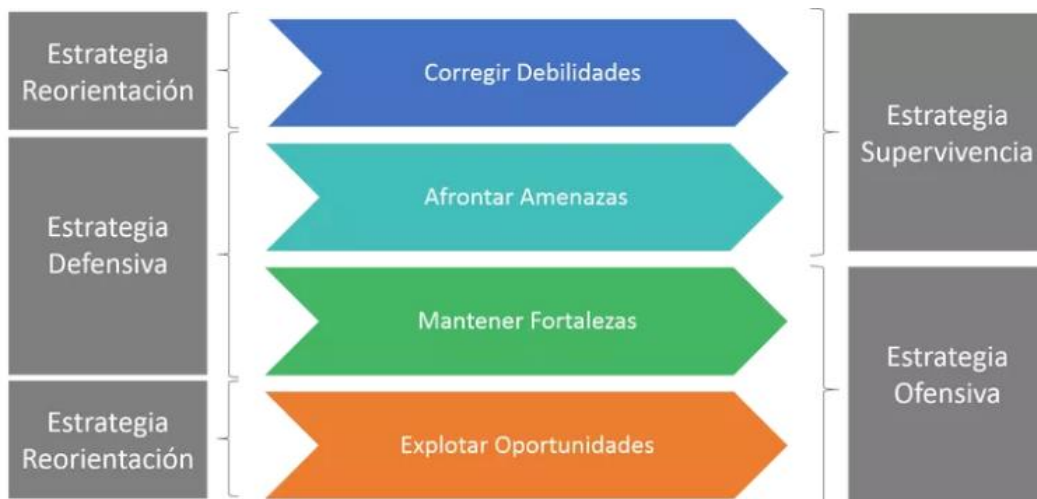 Estrategia
Reorientación
Corregir Debilidades
Estrategia
Supervivencia
Afrontar Amenazas
Estrategia
Defensiva
Mantener Fortalezas
Estrategia
Ofensiva
Estrategia
Reorientación
Explotar Oportunidades